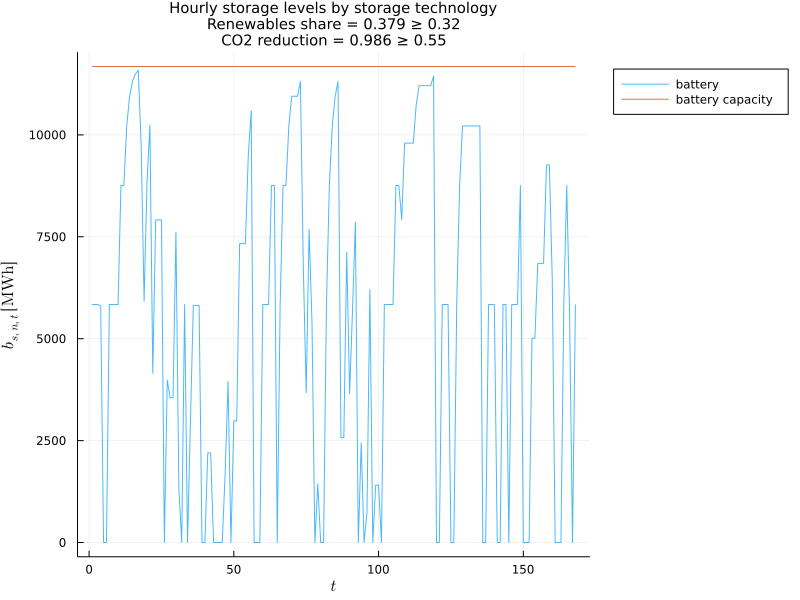 Hourly storage levels by storage technology
Renewables share = 0.379 ≥ 0.32
CO2 reduction = 0.986 ≥ 0.55
battery
battery capacity
10000
7500
5000
2500
0
b_{s, n, t} [MWh]
0
50
100
150
t